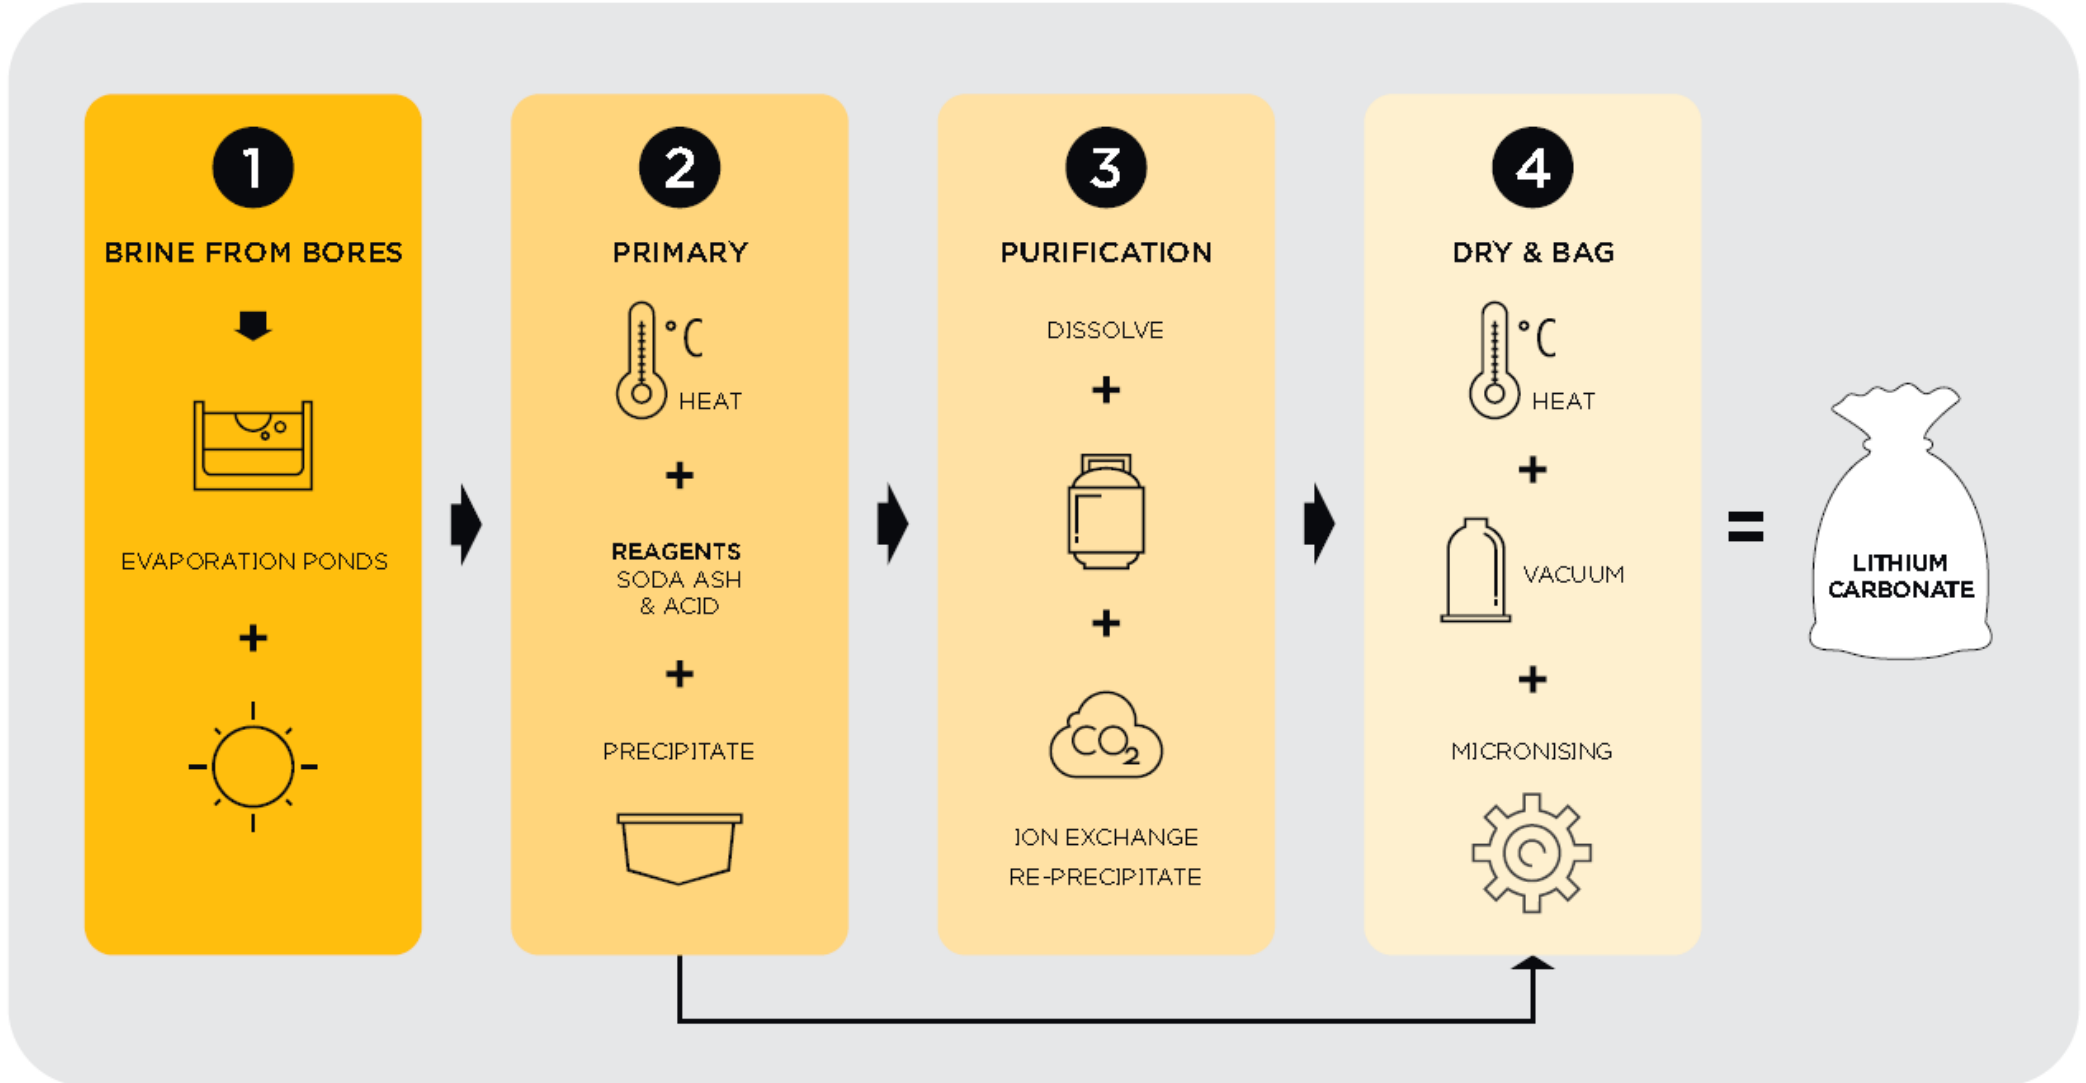 1
BRINE FROM BORES
EVAPORATION PONDS
+
2
PRIMARY
°C
HEAT
+
REAGENTS
SODA ASH
& ACID
+
PRECIPITATE
3
PURIFICATION
DISSOLVE
+
+
CO2
ION EXCHANGE
RE-PRECIPITATE
4
DRY & BAG
°C
HEAT
+
VACUUM
+
MICRONISING
=
LITHIUM
CARBONATE